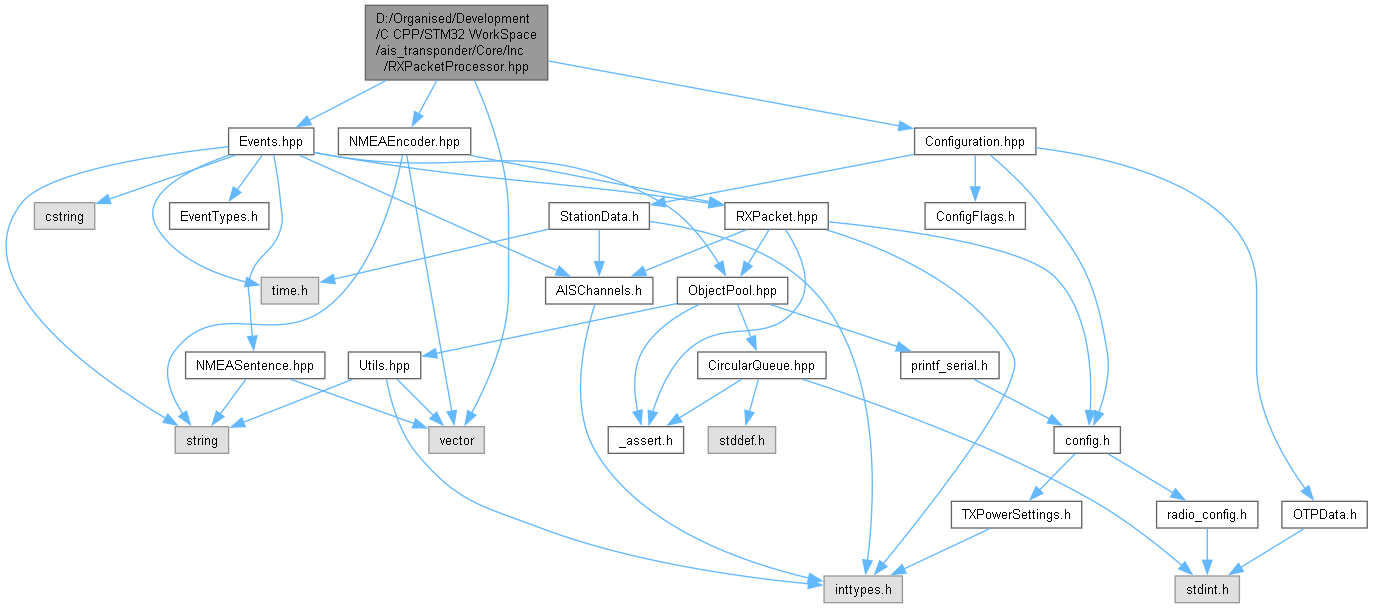 D:/Organised/Development
/C CPP/STM32 WorkSpace
/ais_transponder/Core/Inc
/RXPacketProcessor.hpp
Events.hpp
NMEAEncoder.hpp
Configuration.hpp
cstring
EventTypes.h
StationData.h
RXPacket.hpp
ConfigFlags.h
time.h
AISChannels.h
ObjectPool.hpp
NMEASentence.hpp
Utils.hpp
CircularQueue.hpp
printf_serial.h
string
vector
_assert.h
stddef.h
config.h
TXPowerSettings.h
radio_config.h
OTPData.h
inttypes.h
stdint.h